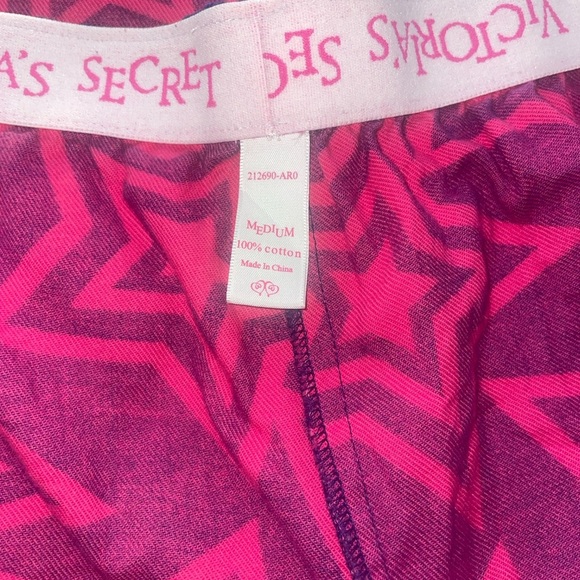 A'S SECRET SEC VICTORIA'S
212690-AR0
MEDIUM
100% cotton
Made In China